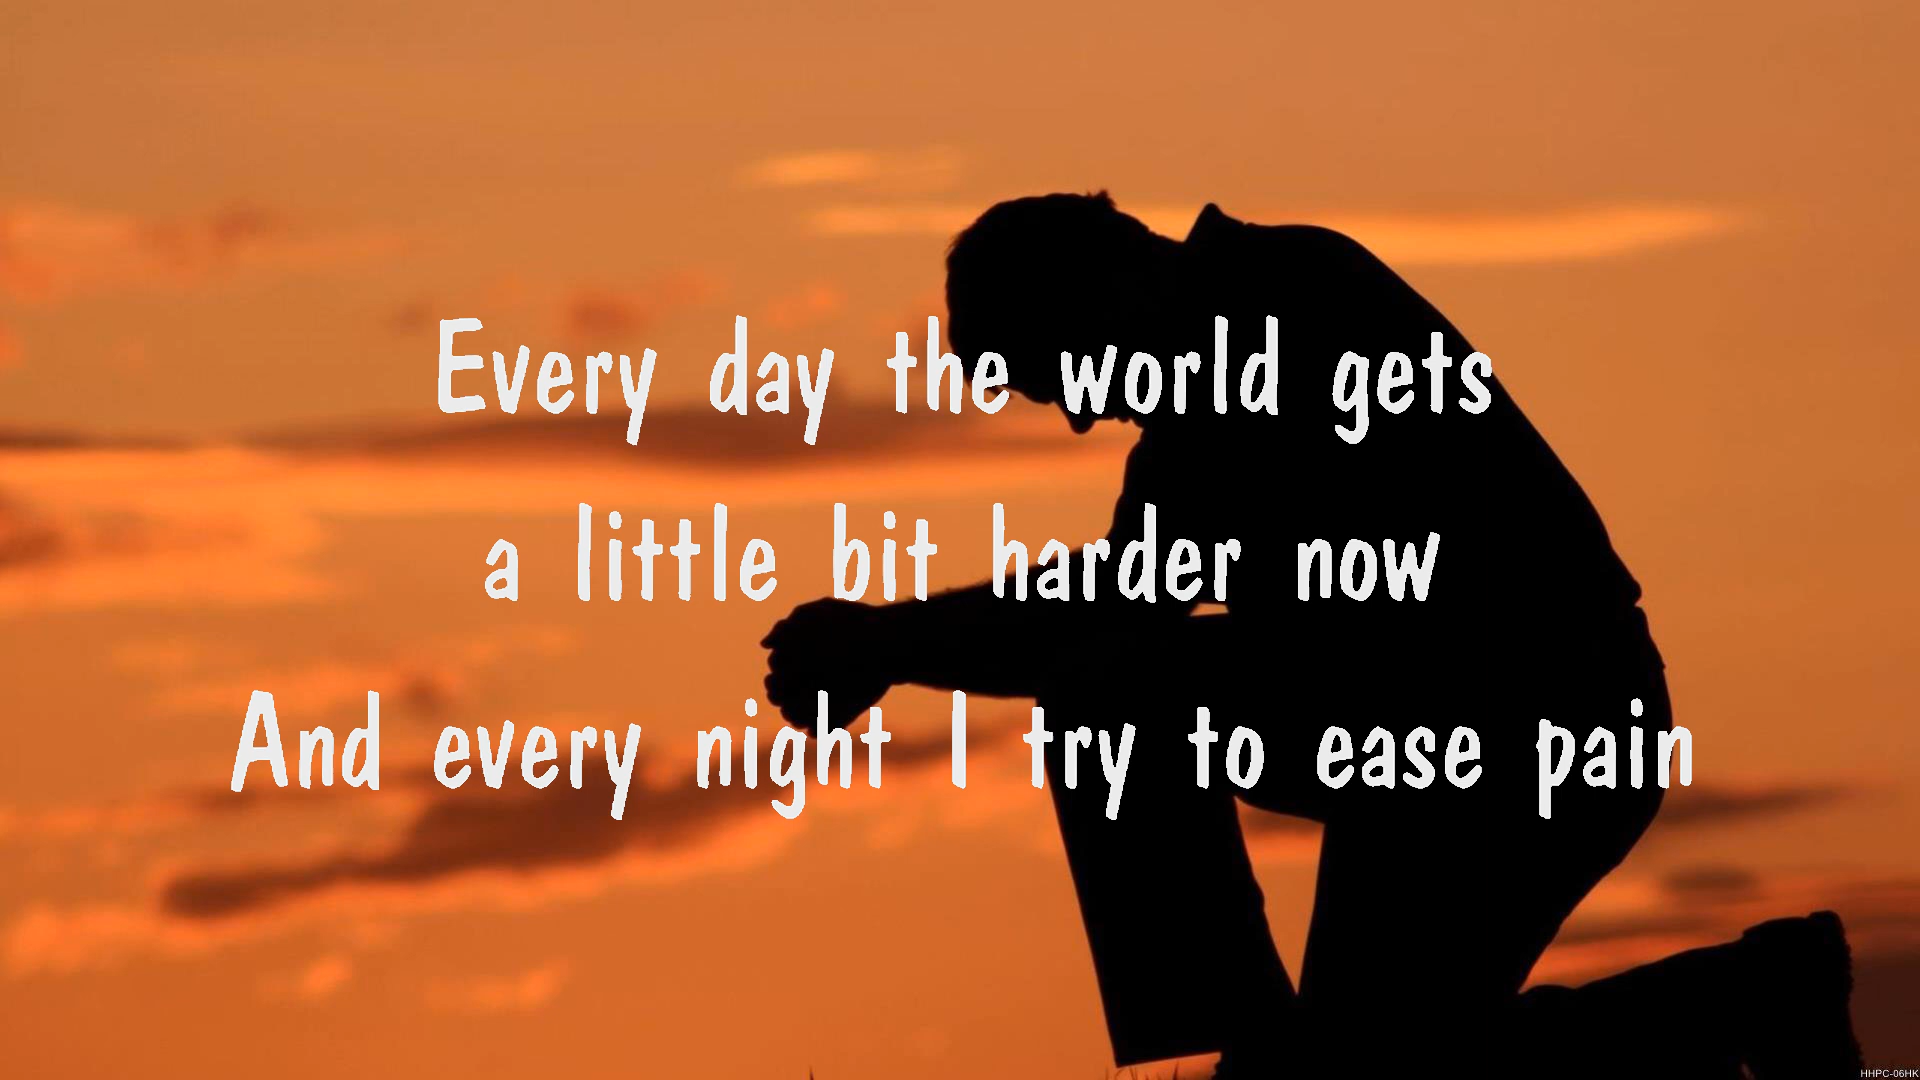 Every day the world gets
a little bit harder now
And every night I try to ease pain
HHPC-06HK